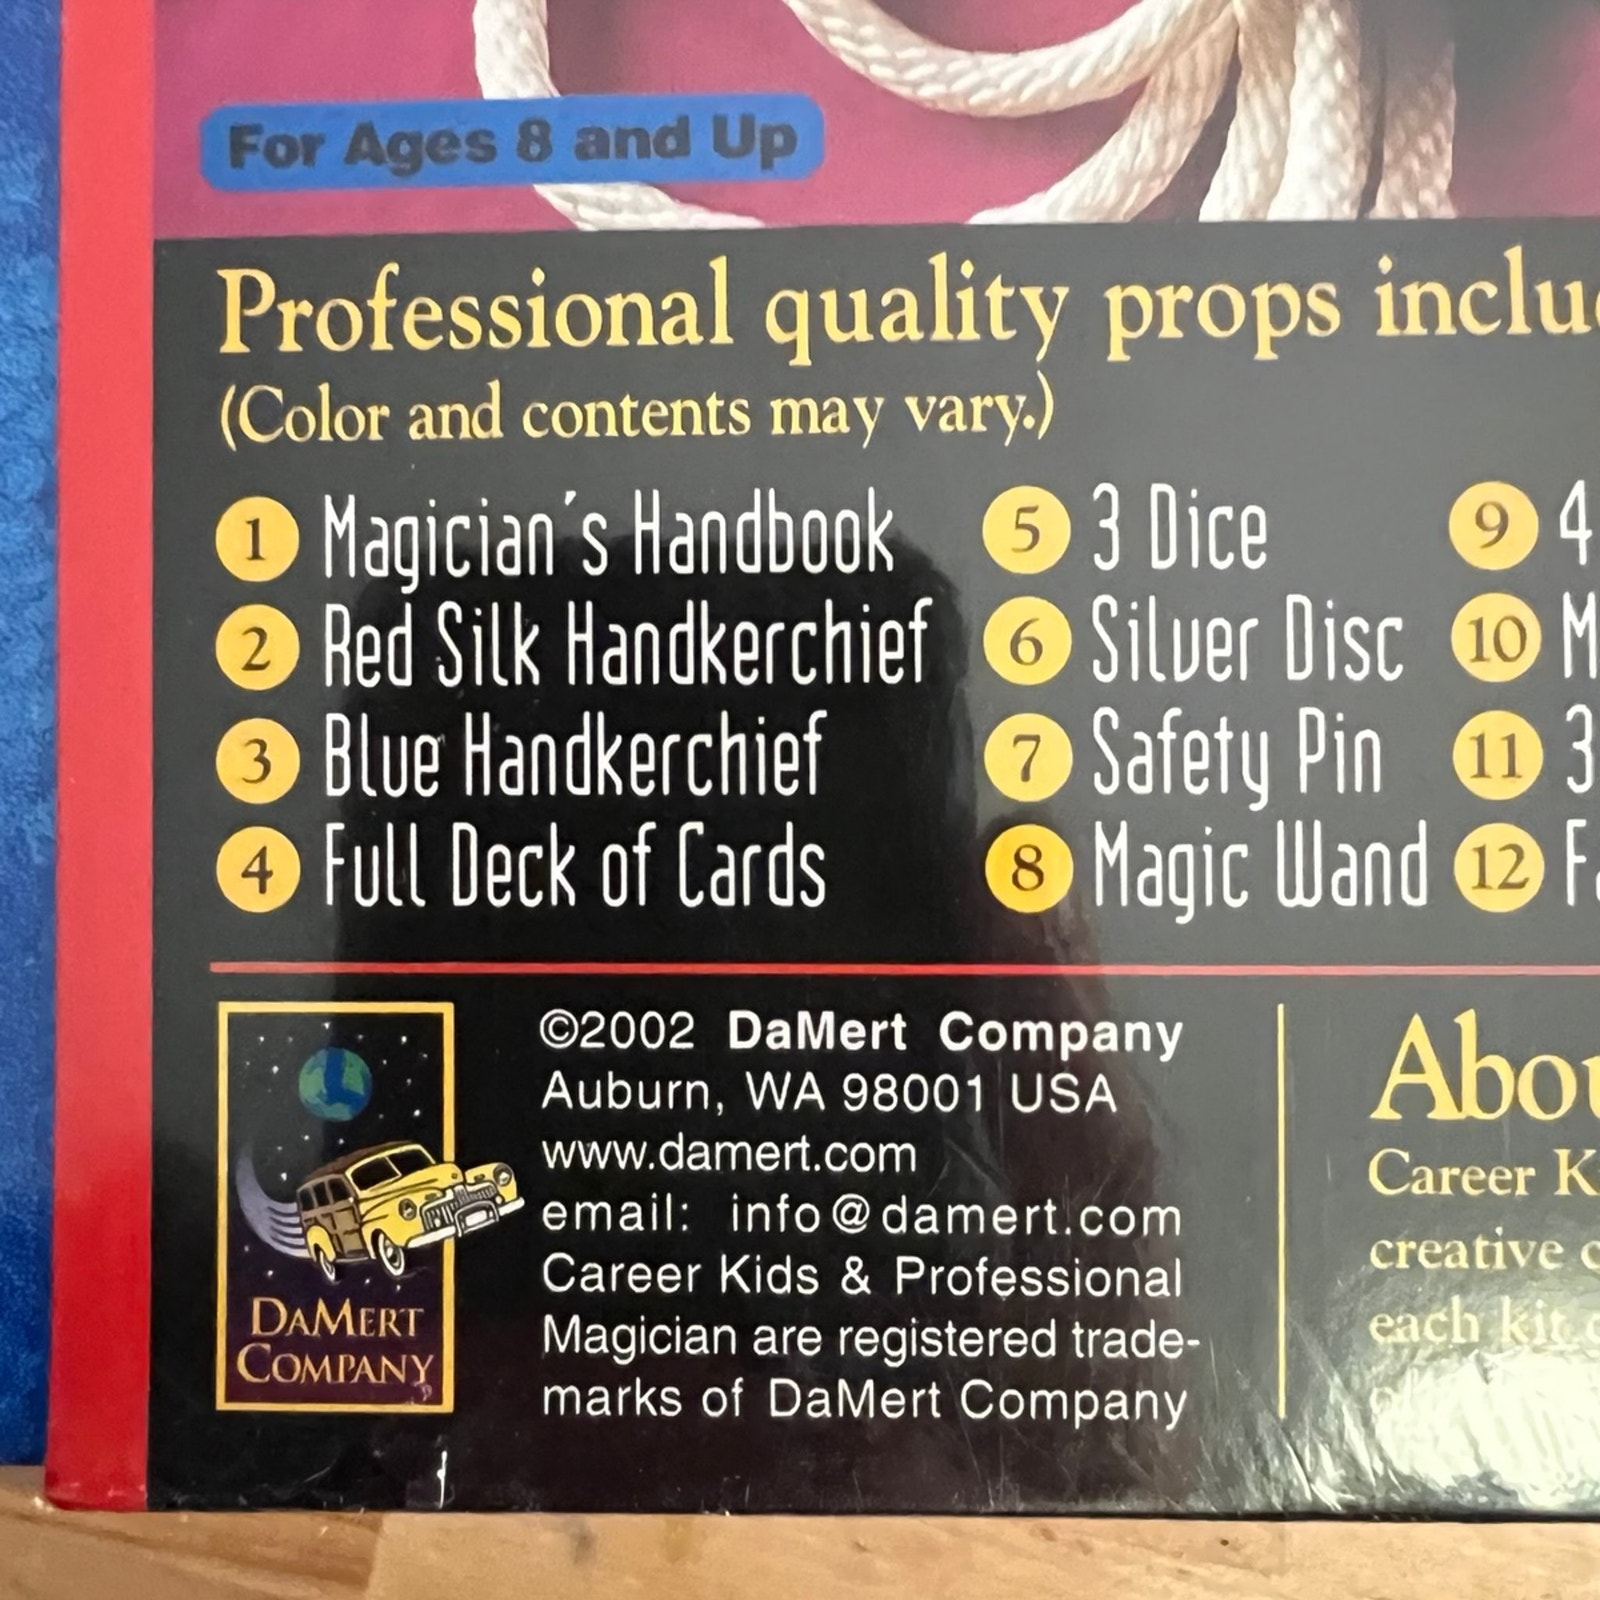 For Ages 8 and Up
Professional quality props inclu
(Color and contents may vary.)
1 Magician's Handbook
2 Red Silk Handkerchief
3 Blue Handkerchief
4 Full Deck of Cards
5 3 Dice
6 Silver Disc
7 Safety Pin
8 Magic Wand
9 4
10 M
11 3
12 F
DAMERT
COMPANY
©2002 DaMert Company
Auburn, WA 98001 USA
www.damert.com
email: info@damert.com
Career Kids & Professional
Magician are registered trade-
marks of DaMert Company
Abou
Career K
creative c
each kit c
of